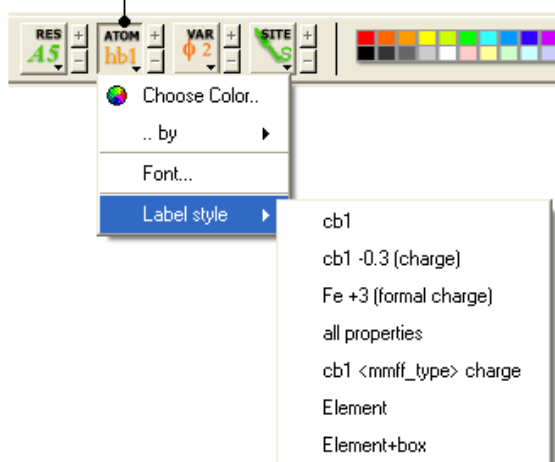 RES + ATOM + VAR + SITE +
A5 - hb1 - ϕ2 - S -
Choose Color..
.. by
Font...
Label style
cb1
cb1 -0.3 (charge)
Fe +3 (formal charge)
all properties
cb1 <mmff_type> charge
Element
Element+box